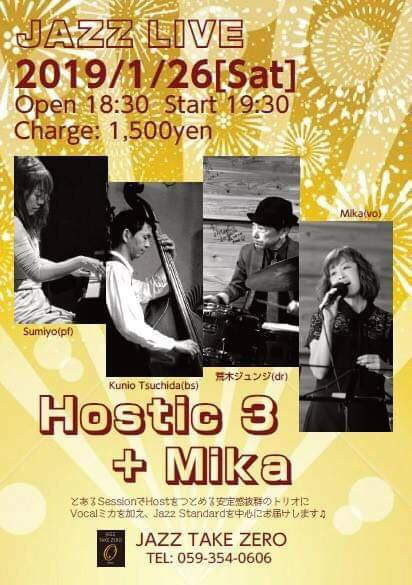 JAZZ LIVE
2019/1/26[Sat]
Open 18:30 Start 19:30
Charge: 1,500yen
Mika(vo)
Sumiyo(pf)
Kunio Tsuchida(bs)
荒木ジュンジ(dr)
Hostic 3
+ Mika
とあるSessionでHostをつとめる安定感抜群のトリオに
Vocalミカを加え、Jazz Standardを中心にお届けします♫
JAZZ
TAKE ZERO
JAZZ TAKE ZERO
TEL: 059-354-0606